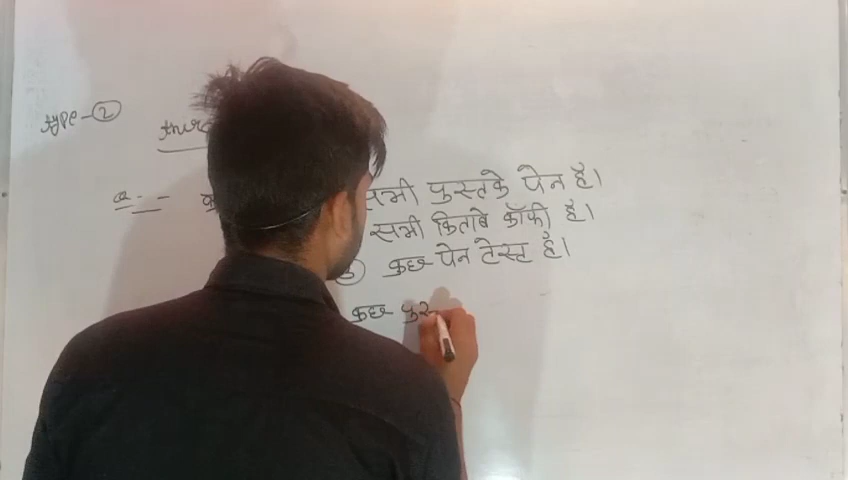 type-②
Q:-- सभी पुस्तके पेन है।
सभी किताबे कॉपी है।
कुछ पेन टेस्ट है।
कुछ पुस